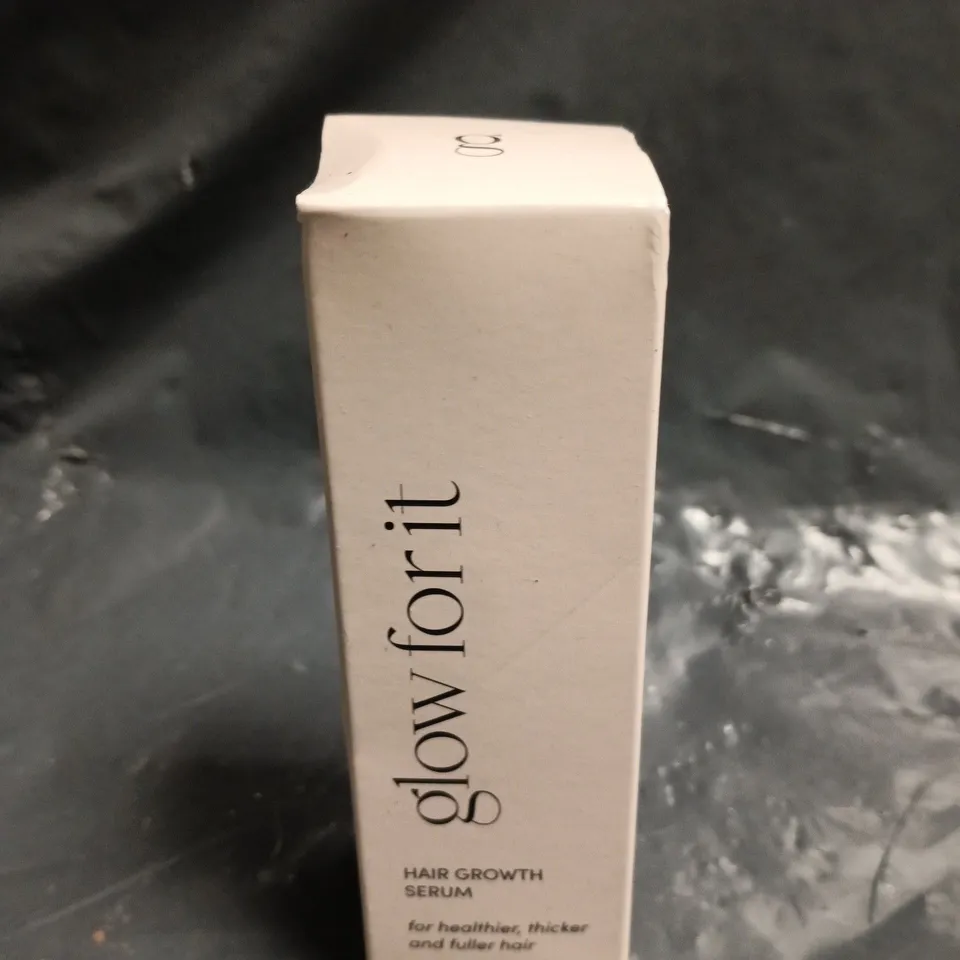 g
glow for it
HAIR GROWTH
SERUM
for healthier, thicker
and fuller hair